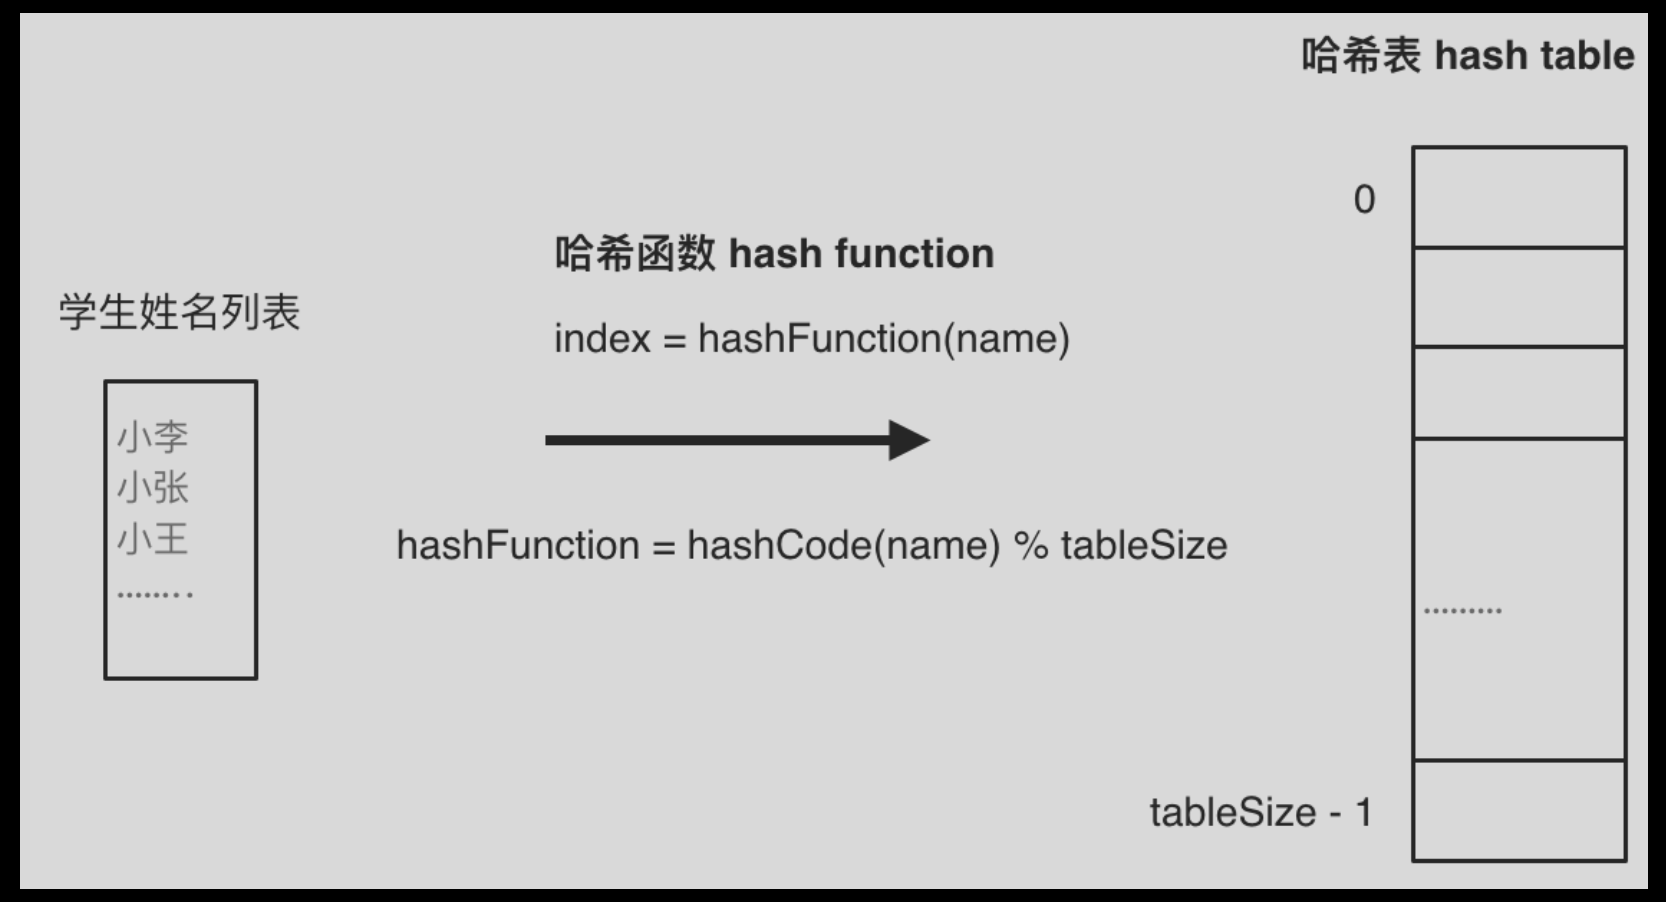 哈希表 hash table
学生姓名列表
小李
小张
小王
........
哈希函数 hash function
index = hashFunction(name)
hashFunction = hashCode(name) % tableSize
0
.........
tableSize - 1